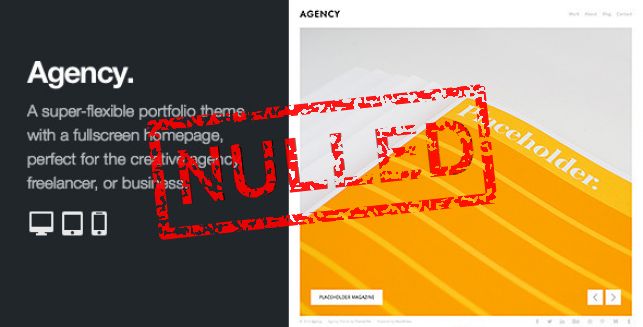 Agency.
A super-flexible portfolio theme
with a fullscreen homepage,
perfect for the creative agency,
freelancer, or business.
NULLED
AGENCY
Work About Blog Contact
Placeholder.
PLACEHOLDER MAGAZINE